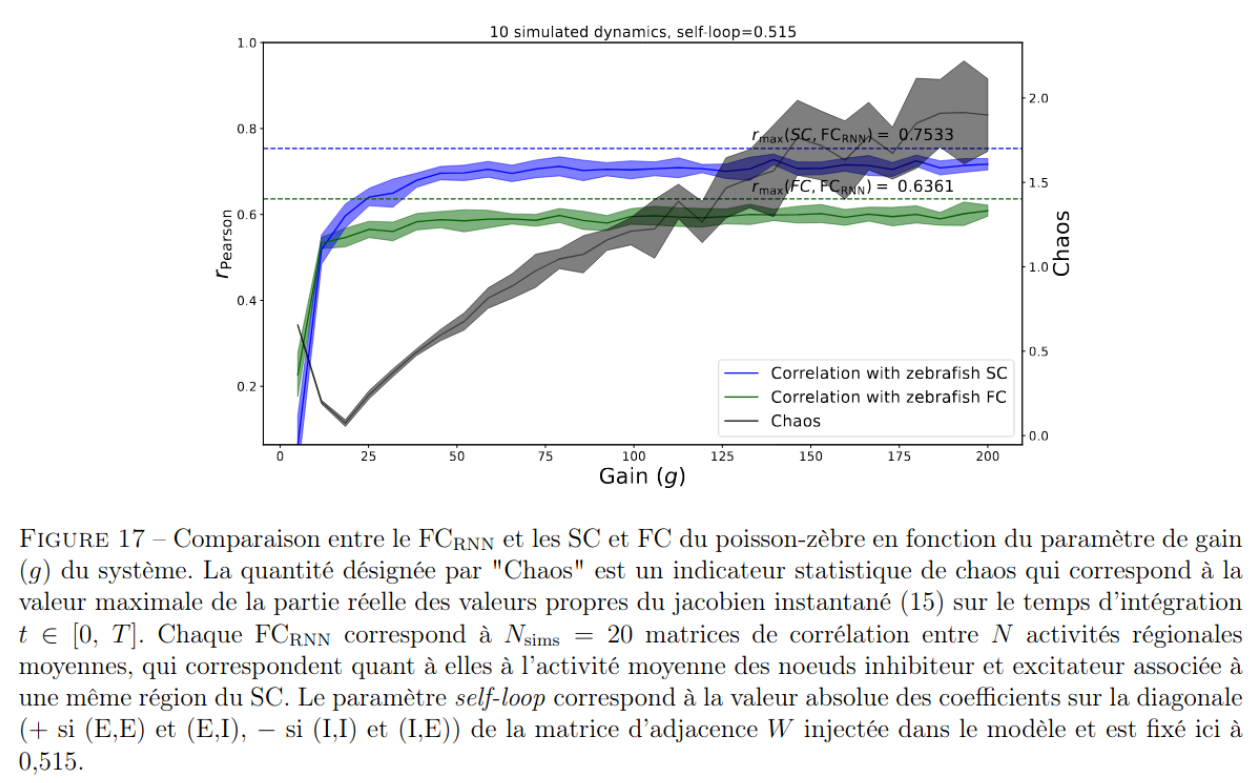 10 simulated dynamics, self-loop=0.515
1.0
0.8
0.6
0.4
0.2
r_Pearson
2.0
1.5
1.0
0.5
0.0
Chaos
r_max(SC, FC_RNN) = 0.7533
r_max(FC, FC_RNN) = 0.6361
Correlation with zebrafish SC
Correlation with zebrafish FC
Chaos
0 25 50 75 100 125 150 175 200
Gain (g)
FIGURE 17 – Comparaison entre le FC_RNN et les SC et FC du poisson-zèbre en fonction du paramètre de gain
(g) du système. La quantité désignée par "Chaos" est un indicateur statistique de chaos qui correspond à la
valeur maximale de la partie réelle des valeurs propres du jacobien instantané (15) sur le temps d'intégration
t ∈ [0, T]. Chaque FC_RNN correspond à N_sims = 20 matrices de corrélation entre N activités régionales
moyennes, qui correspondent quant à elles à l'activité moyenne des noeuds inhibiteur et excitateur associée à
une même région du SC. Le paramètre self-loop correspond à la valeur absolue des coefficients sur la diagonale
(+ si (E,E) et (E,I), − si (I,I) et (I,E)) de la matrice d'adjacence W injectée dans le modèle et est fixé ici à
0,515.